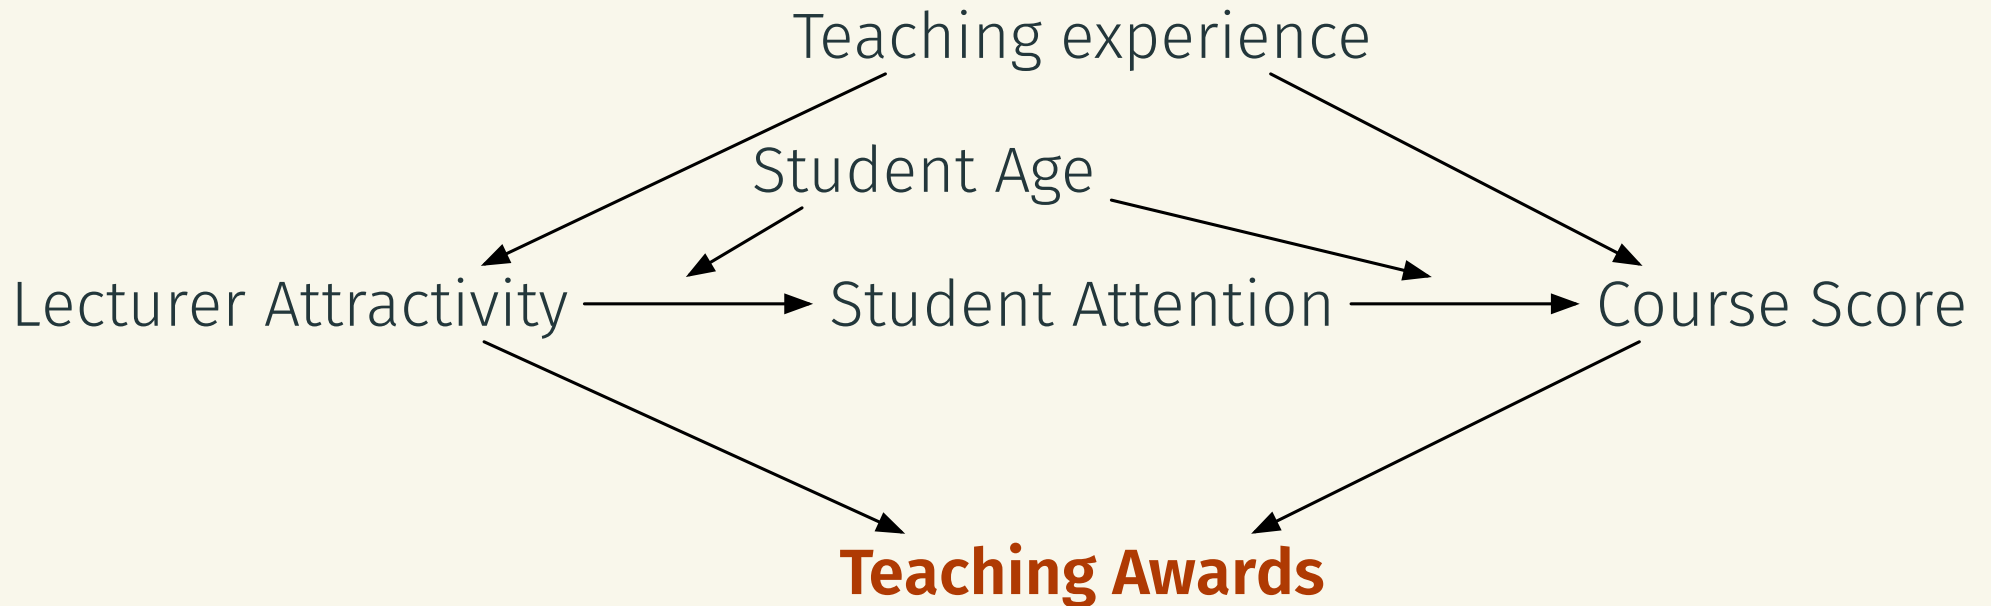 Teaching experience
Student Age
Lecturer Attractivity
Student Attention
Course Score
Teaching Awards